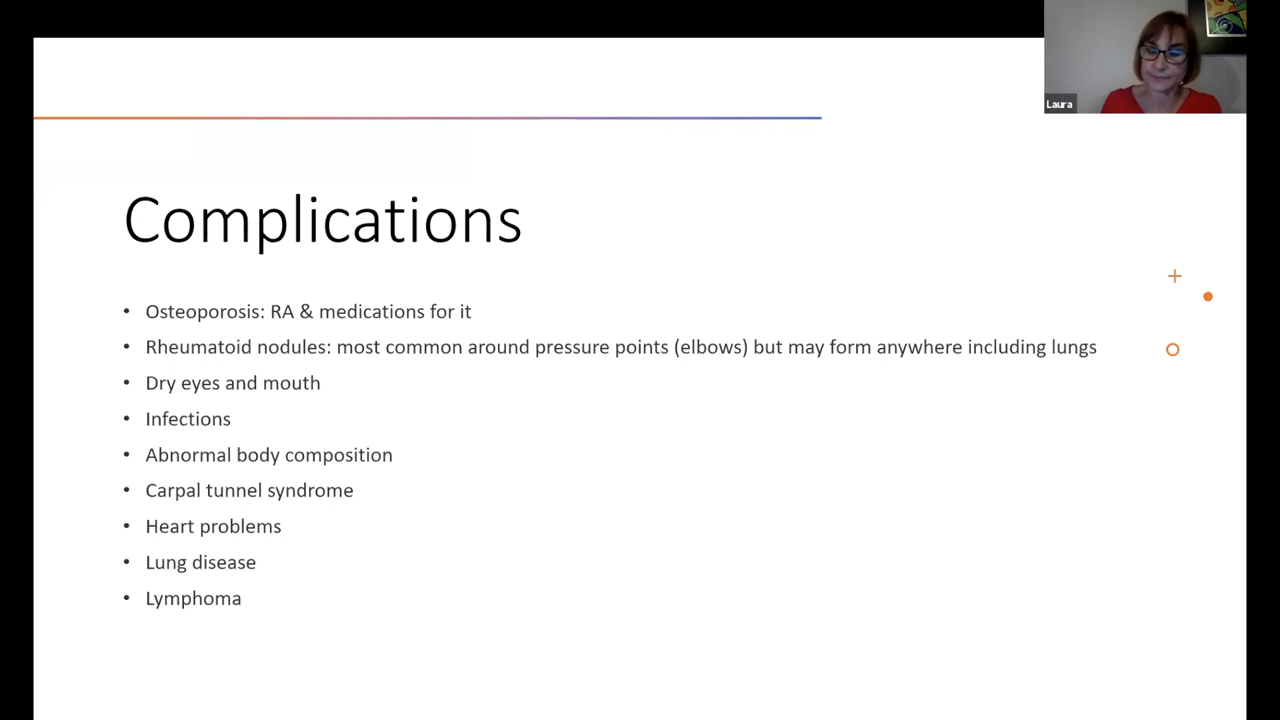 Laura
Complications
• Osteoporosis: RA & medications for it
• Rheumatoid nodules: most common around pressure points (elbows) but may form anywhere including lungs
• Dry eyes and mouth
• Infections
• Abnormal body composition
• Carpal tunnel syndrome
• Heart problems
• Lung disease
• Lymphoma